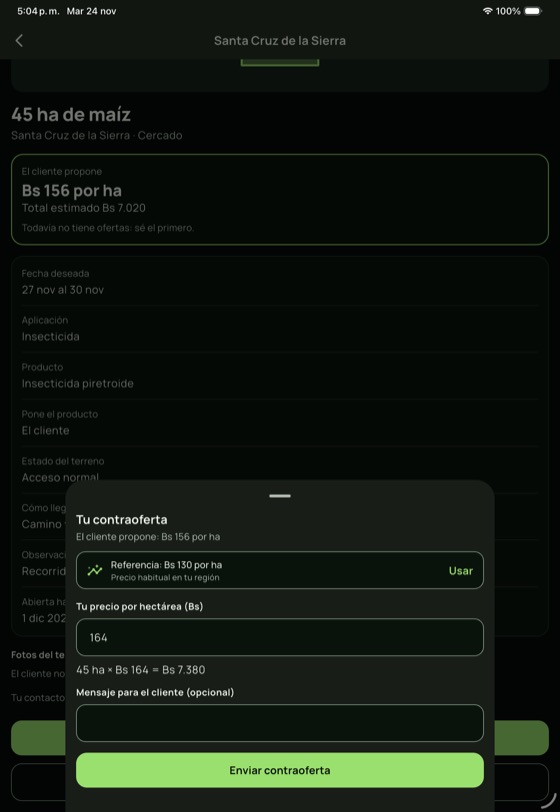 5:04 p. m. Mar 24 nov
100%
Santa Cruz de la Sierra
45 ha de maíz
Santa Cruz de la Sierra · Cercado
El cliente propone
Bs 156 por ha
Total estimado Bs 7.020
Todavia no tiene ofertas: sé el primero.
Fecha deseada
27 nov al 30 nov
Aplicación
Insecticida
Producto
Insecticida piretroide
Pone el producto
El cliente
Estado del terreno
Acceso normal
Cómo lleg
Camino
Observac
Recorrid
Abierta ha
1 dic 202
Fotos del te
El cliente no
Tu contacto
Tu contraoferta
El cliente propone: Bs 156 por ha
Referencia: Bs 130 por ha
Precio habitual en tu región
Usar
Tu precio por hectárea (Bs)
164
45 ha × Bs 164 = Bs 7.380
Mensaje para el cliente (opcional)
Enviar contraoferta